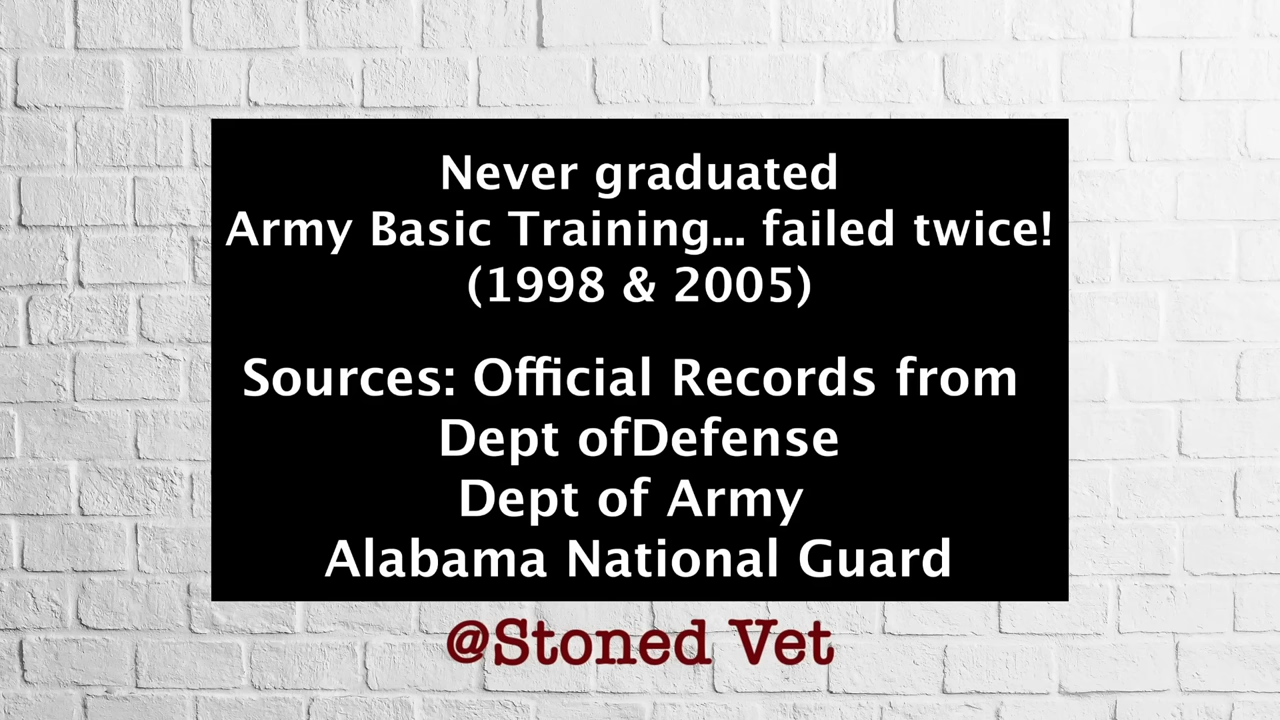 Never graduated
Army Basic Training... failed twice!
(1998 & 2005)
Sources: Official Records from
Dept ofDefense
Dept of Army
Alabama National Guard
@Stoned Vet